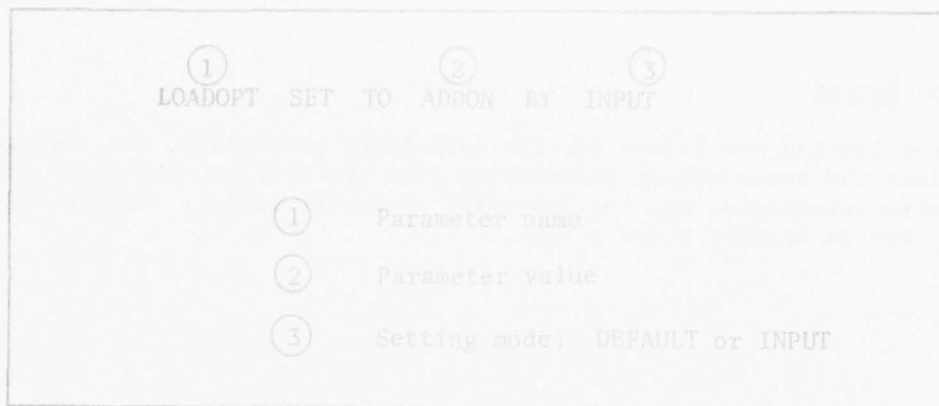 1 2 3
LOADOPT SET TO ADDON BY INPUT
1 Parameter name
2 Parameter value
3 Setting mode: DEFAULT or INPUT